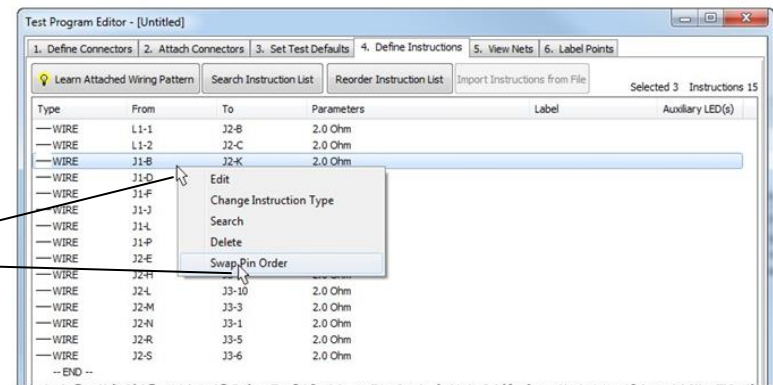 Test Program Editor - [Untitled]
1. Define Connectors 2. Attach Connectors 3. Set Test Defaults 4. Define Instructions 5. View Nets 6. Label Points
Learn Attached Wiring Pattern Search Instruction List Reorder Instruction List Import Instructions from File Selected 3 Instructions 15
Type From To Parameters Label Auxiliary LED(s)
WIRE L1-1 J2-B 2.0 Ohm
WIRE L1-2 J2-C 2.0 Ohm
WIRE J1-B J2-K 2.0 Ohm
WIRE J1-D
WIRE J1-F
WIRE J1-J
WIRE J1-L
WIRE J1-P
WIRE J2-E
WIRE J2-H 2.0 Ohm
Edit
Change Instruction Type
Search
Delete
Swap Pin Order
WIRE J2-L J3-10 2.0 Ohm
WIRE J2-M J3-3 2.0 Ohm
WIRE J2-N J3-1 2.0 Ohm
WIRE J2-R J3-5 2.0 Ohm
WIRE J2-S J3-6 2.0 Ohm
-- END --